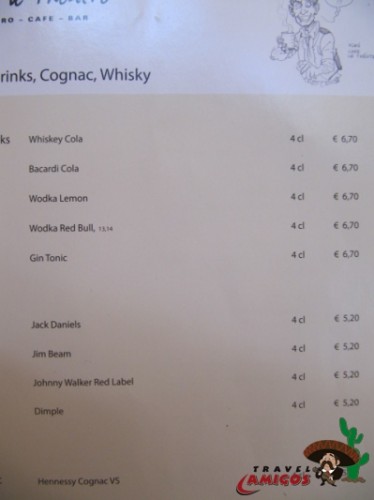 RO - CAFE - BAR
rinks, Cognac, Whisky
ks Whiskey Cola 4 cl € 6,70
Bacardi Cola 4 cl € 6,70
Wodka Lemon 4 cl € 6,70
Wodka Red Bull, 13,14 4 cl € 6,70
Gin Tonic 4 cl € 6,70
Jack Daniels 4 cl € 5,20
Jim Beam 4 cl € 5,20
Johnny Walker Red Label 4 cl € 5,20
Dimple 4 cl € 5,20
Hennessy Cognac VS
TRAVEL
AMIGOS